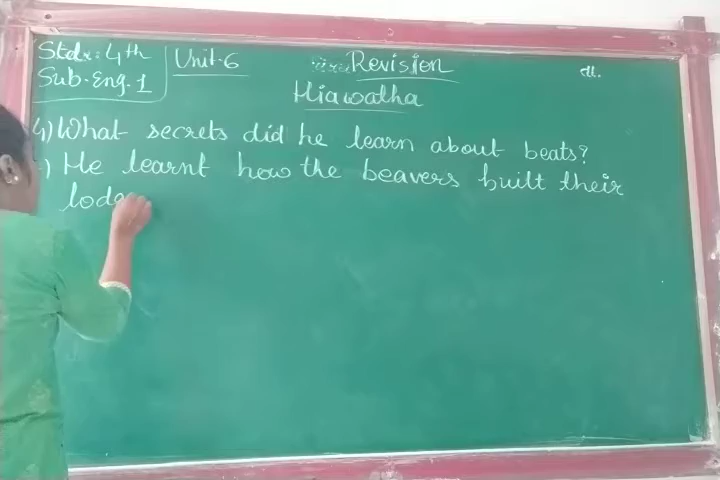 Std: 4th
Sub-Eng.1
Unit-6
Revision
Hiawatha
4) What secrets did he learn about beats?
He learnt how the beavers built their
lod